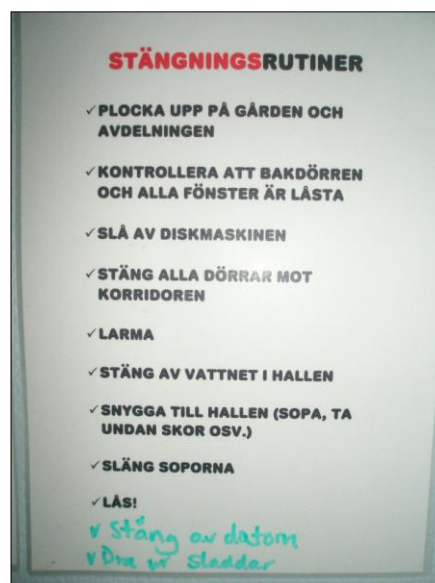 STÄNGNINGSRUTINER
✓PLOCKA UPP PÅ GÅRDEN OCH
AVDELNINGEN
✓KONTROLLERA ATT BAKDÖRREN
OCH ALLA FÖNSTER ÄR LÅSTA
✓SLÅ AV DISKMASKINEN
✓STÄNG ALLA DÖRRAR MOT
KORRIDOREN
✓LARMA
✓STÄNG AV VATTNET I HALLEN
✓SNYGGA TILL HALLEN (SOPA, TA
UNDAN SKOR OSV.)
✓SLÄNG SOPORNA
✓LÅS!
v Stäng av datorn
v Dra ur sladdar